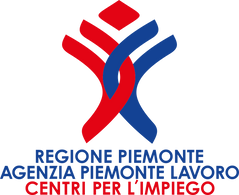 REGIONE PIEMONTE
AGENZIA PIEMONTE LAVORO
CENTRI PER L'IMPIEGO